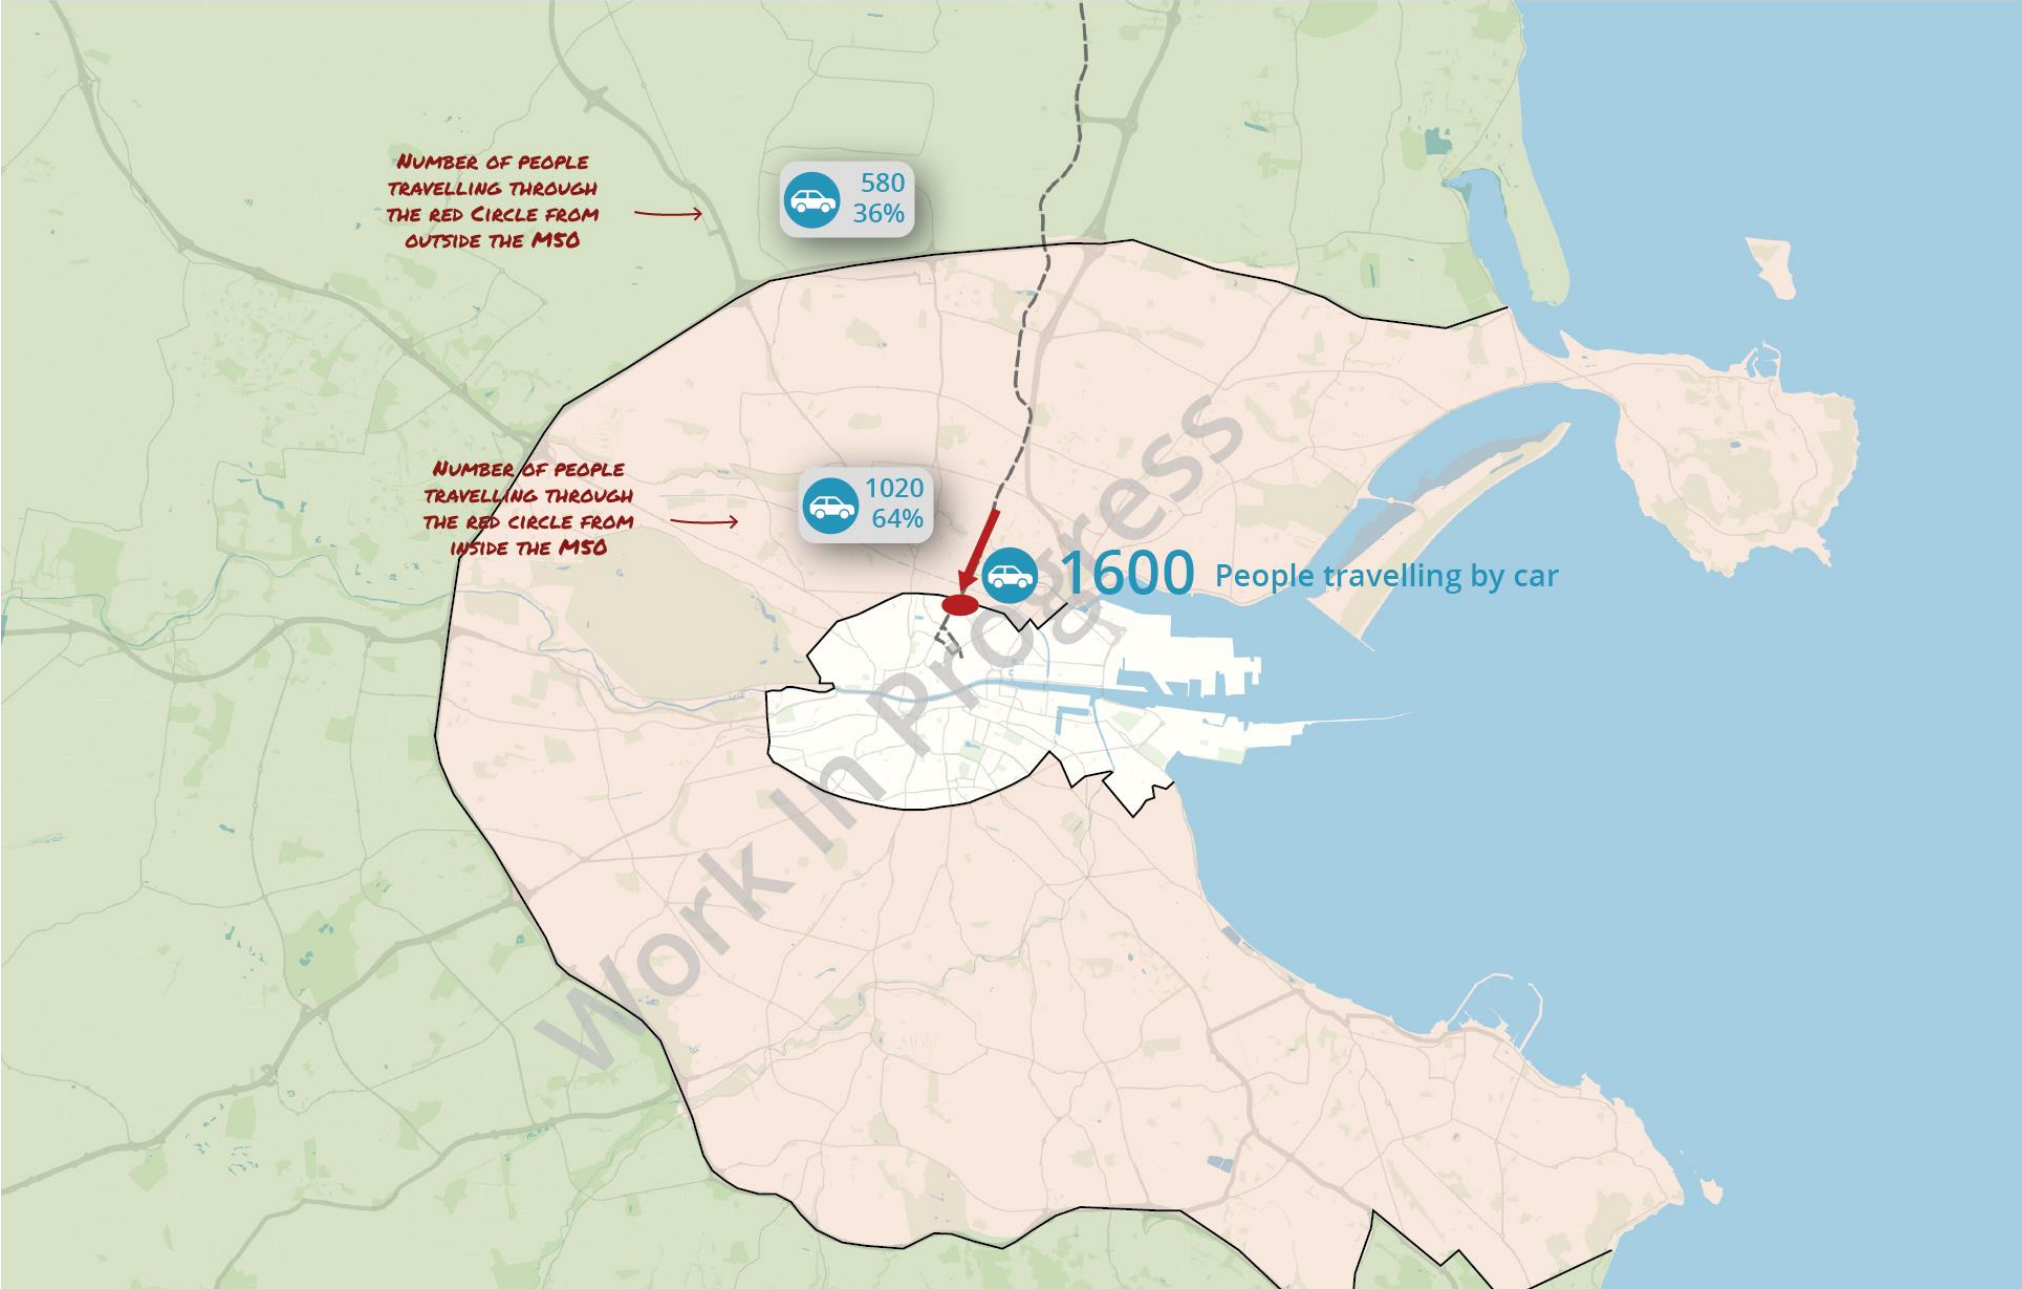 NUMBER OF PEOPLE
TRAVELLING THROUGH
THE RED CIRCLE FROM
OUTSIDE THE M50
580
36%
NUMBER OF PEOPLE
TRAVELLING THROUGH
THE RED CIRCLE FROM
INSIDE THE M50
1020
64%
1600 People travelling by car
Work In Progress